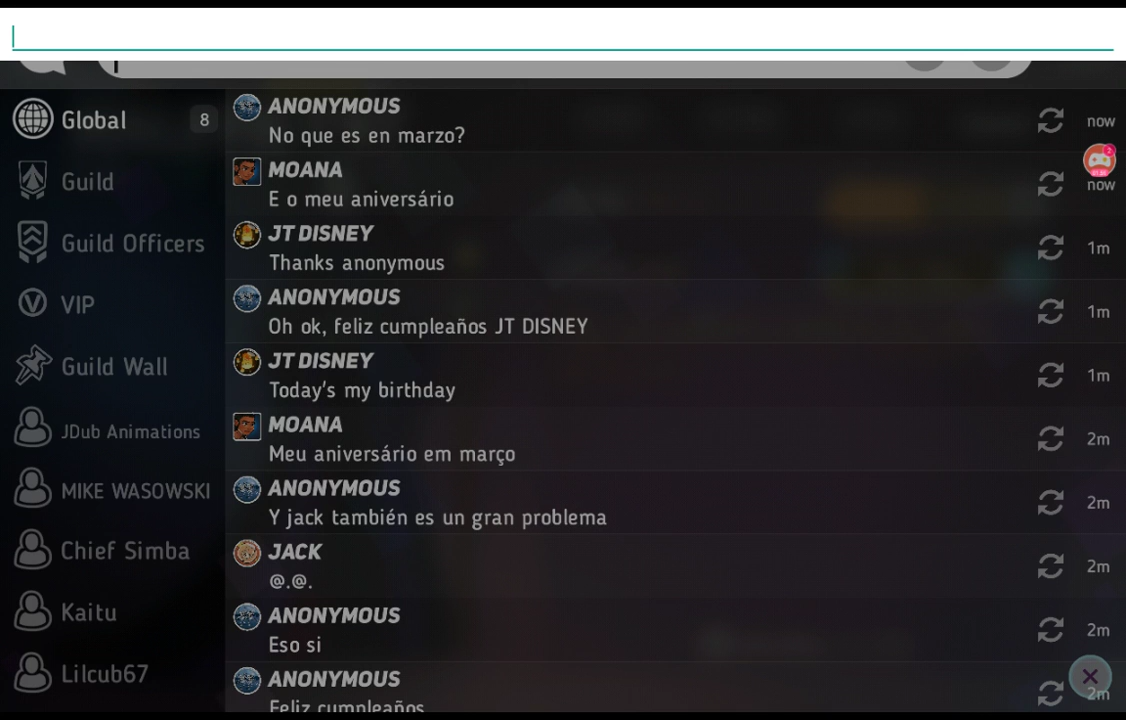 Global
8
Guild
Guild Officers
VIP
Guild Wall
JDub Animations
MIKE WASOWSKI
Chief Simba
Kaitu
Lilcub67
ANONYMOUS
No que es en marzo?
now
MOANA
E o meu aniversário
now
JT DISNEY
Thanks anonymous
1m
ANONYMOUS
Oh ok, feliz cumpleaños JT DISNEY
1m
JT DISNEY
Today's my birthday
1m
MOANA
Meu aniversário em março
2m
ANONYMOUS
Y jack también es un gran problema
2m
JACK
@.@.
2m
ANONYMOUS
Eso si
2m
ANONYMOUS
Feliz cumpleaños
2m